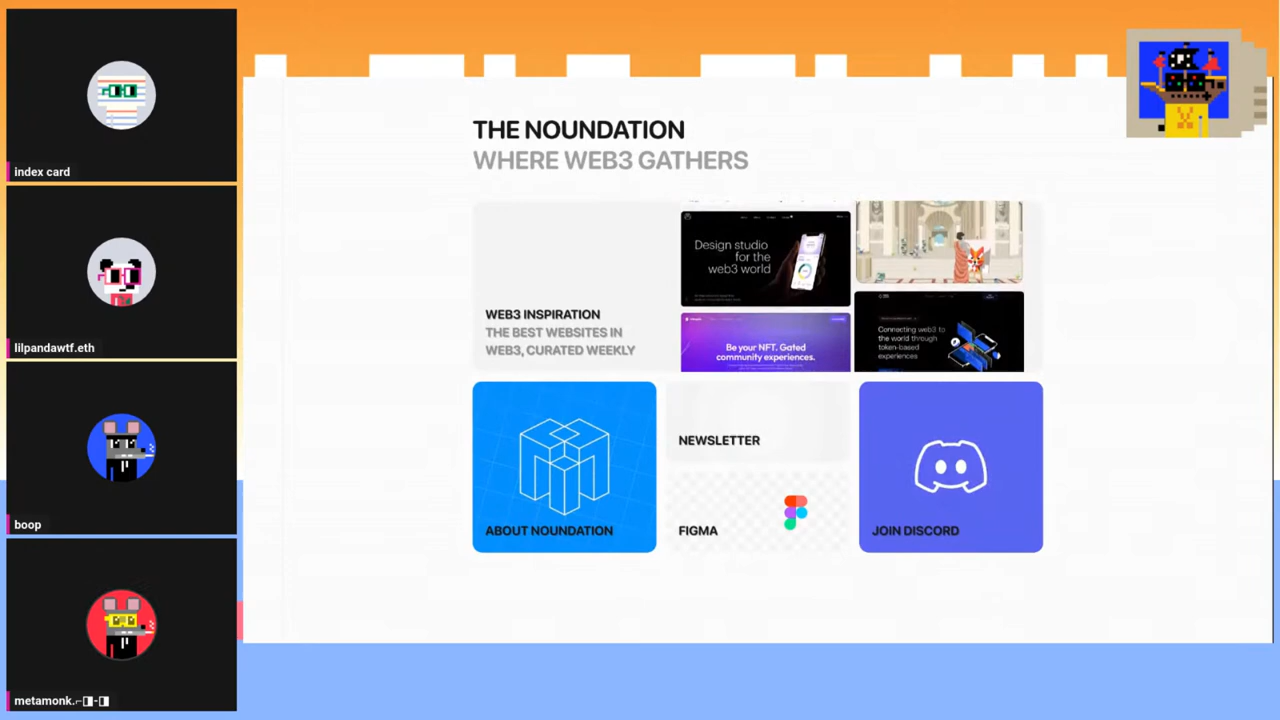 index card
lilpandawtf.eth
boop
metamonk.⌐◨-◨
THE NOUNDATION
WHERE WEB3 GATHERS
WEB3 INSPIRATION
THE BEST WEBSITES IN
WEB3, CURATED WEEKLY
Design studio
for the
web3 world
Be your NFT. Gated
community experiences.
Connecting web3 to
the world through
token-based
experiences
ABOUT NOUNDATION
NEWSLETTER
FIGMA
JOIN DISCORD